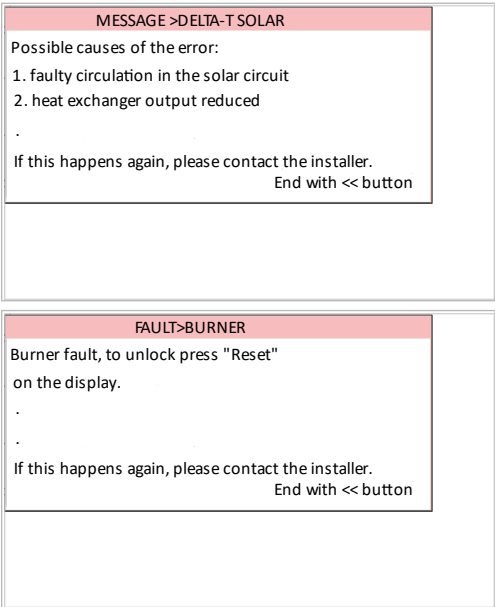 MESSAGE >DELTA-T SOLAR
Possible causes of the error:
1. faulty circulation in the solar circuit
2. heat exchanger output reduced
.
If this happens again, please contact the installer.
End with << button
FAULT>BURNER
Burner fault, to unlock press "Reset"
on the display.
.
.
If this happens again, please contact the installer.
End with << button